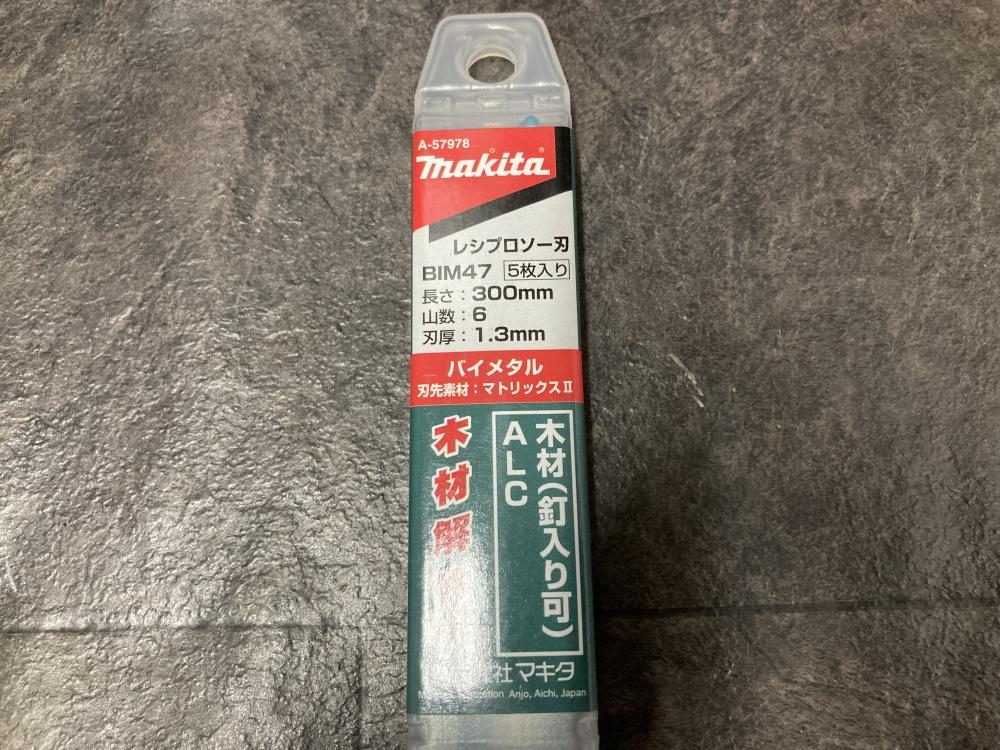 A-57978
makita
レシプロソー刃
BIM47 5枚入り
長さ：300mm
山数：6
刃厚：1.3mm
バイメタル
刃先素材：マトリックスⅡ
木材(釘入り可)
ALC
木材解
社マキタ
Anjo, Aichi, Japan